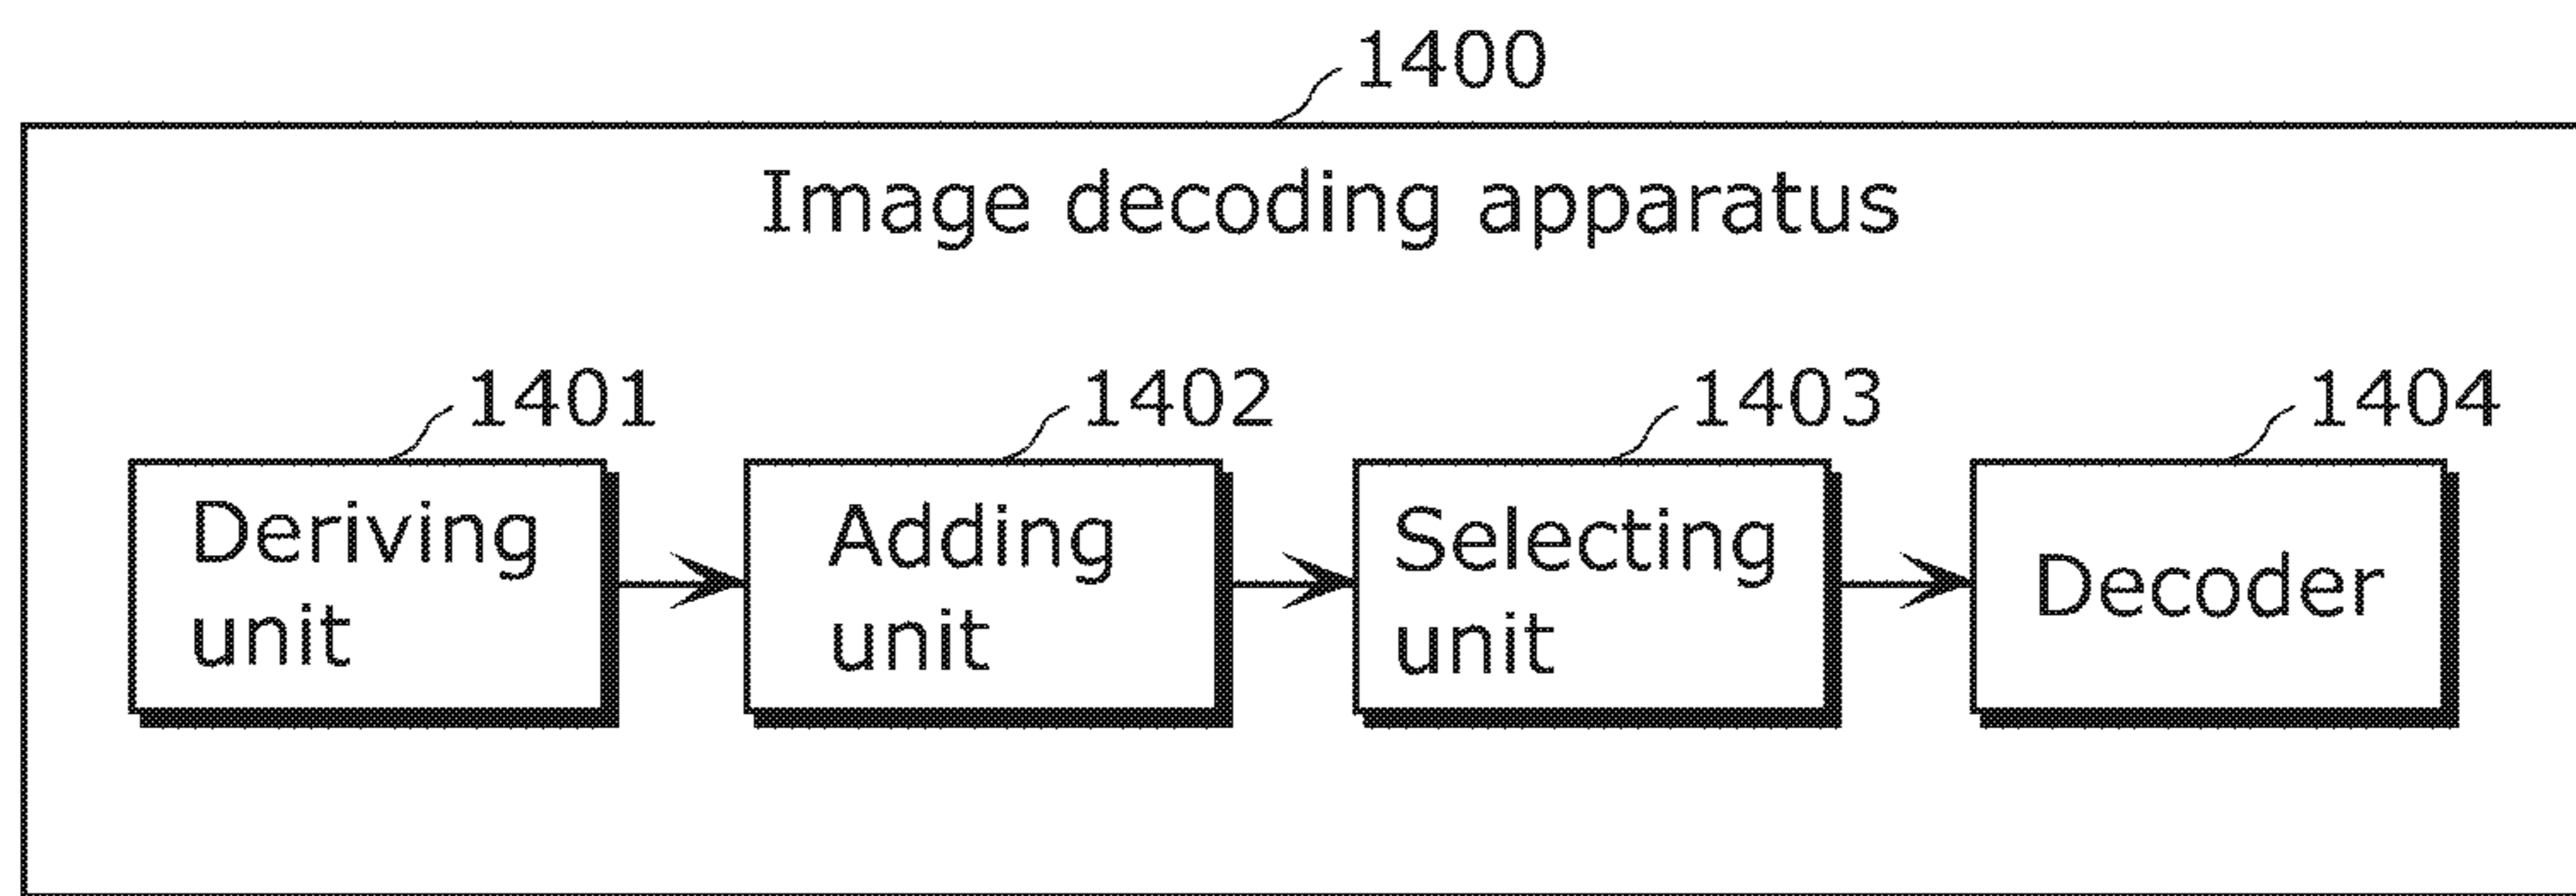 1400
Image decoding apparatus
1401
1402
1403
1404
Deriving
unit
Adding
unit
Selecting
unit
Decoder